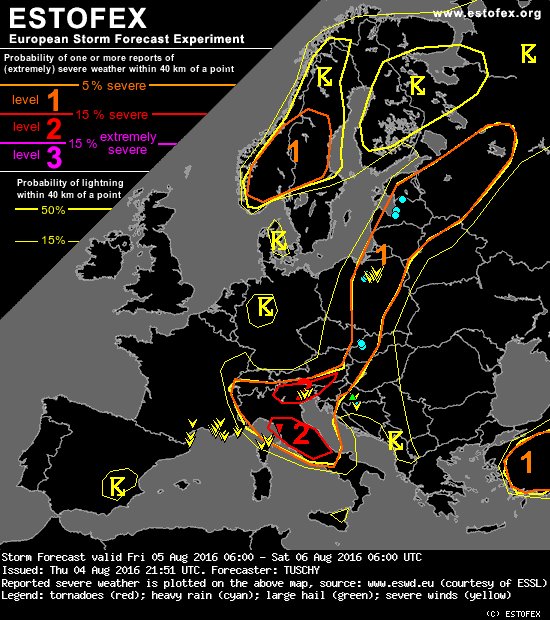 ESTOFEX
European Storm Forecast Experiment
www.estofex.org
Probability of one or more reports of
(extremely) severe weather within 40 km of a point
5 % severe
level 1
15 % severe
level 2
15 % extremely severe
level 3
Probability of lightning
within 40 km of a point
50%
15%
1
1
2
2
1
Storm Forecast valid Fri 05 Aug 2016 06:00 - Sat 06 Aug 2016 06:00 UTC
Issued: Thu 04 Aug 2016 21:51 UTC. Forecaster: TUSCHY
Reported severe weather is plotted on the above map, source: www.eswd.eu (courtesy of ESSL)
Legend: tornadoes (red); heavy rain (cyan); large hail (green); severe winds (yellow)
(C) ESTOFEX